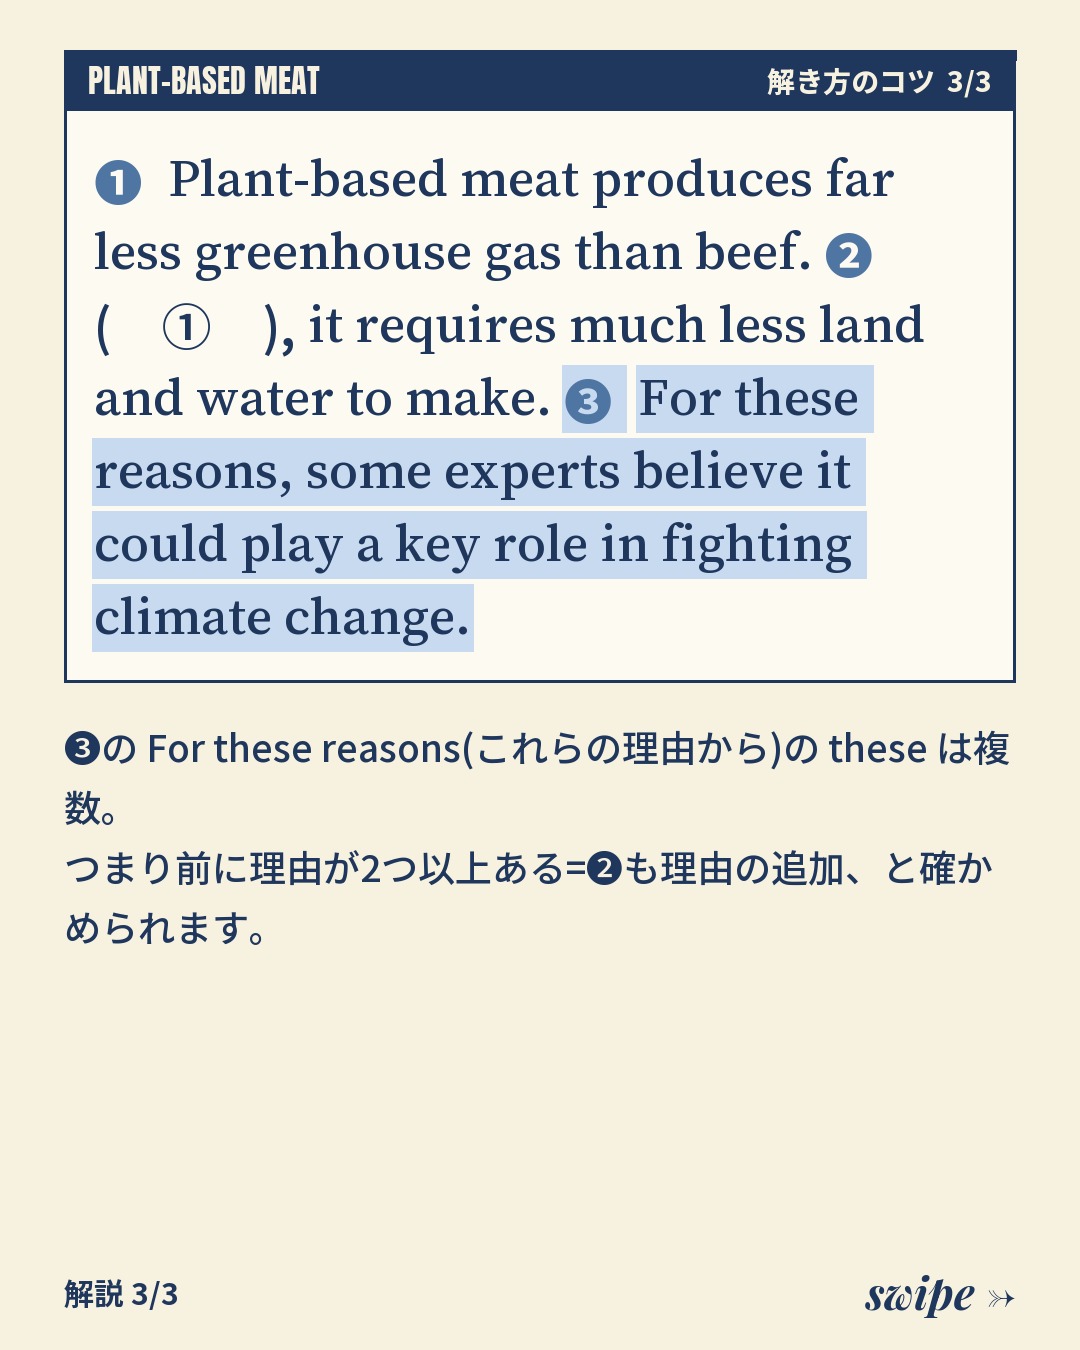 PLANT-BASED MEAT 解き方のコツ 3/3
❶ Plant-based meat produces far
less greenhouse gas than beef. ❷
( ① ), it requires much less land
and water to make. ❸ For these
reasons, some experts believe it
could play a key role in fighting
climate change.
❸の For these reasons(これらの理由から)の these は複
数。
つまり前に理由が2つ以上ある=❷も理由の追加、と確か
められます。
解説 3/3
swipe